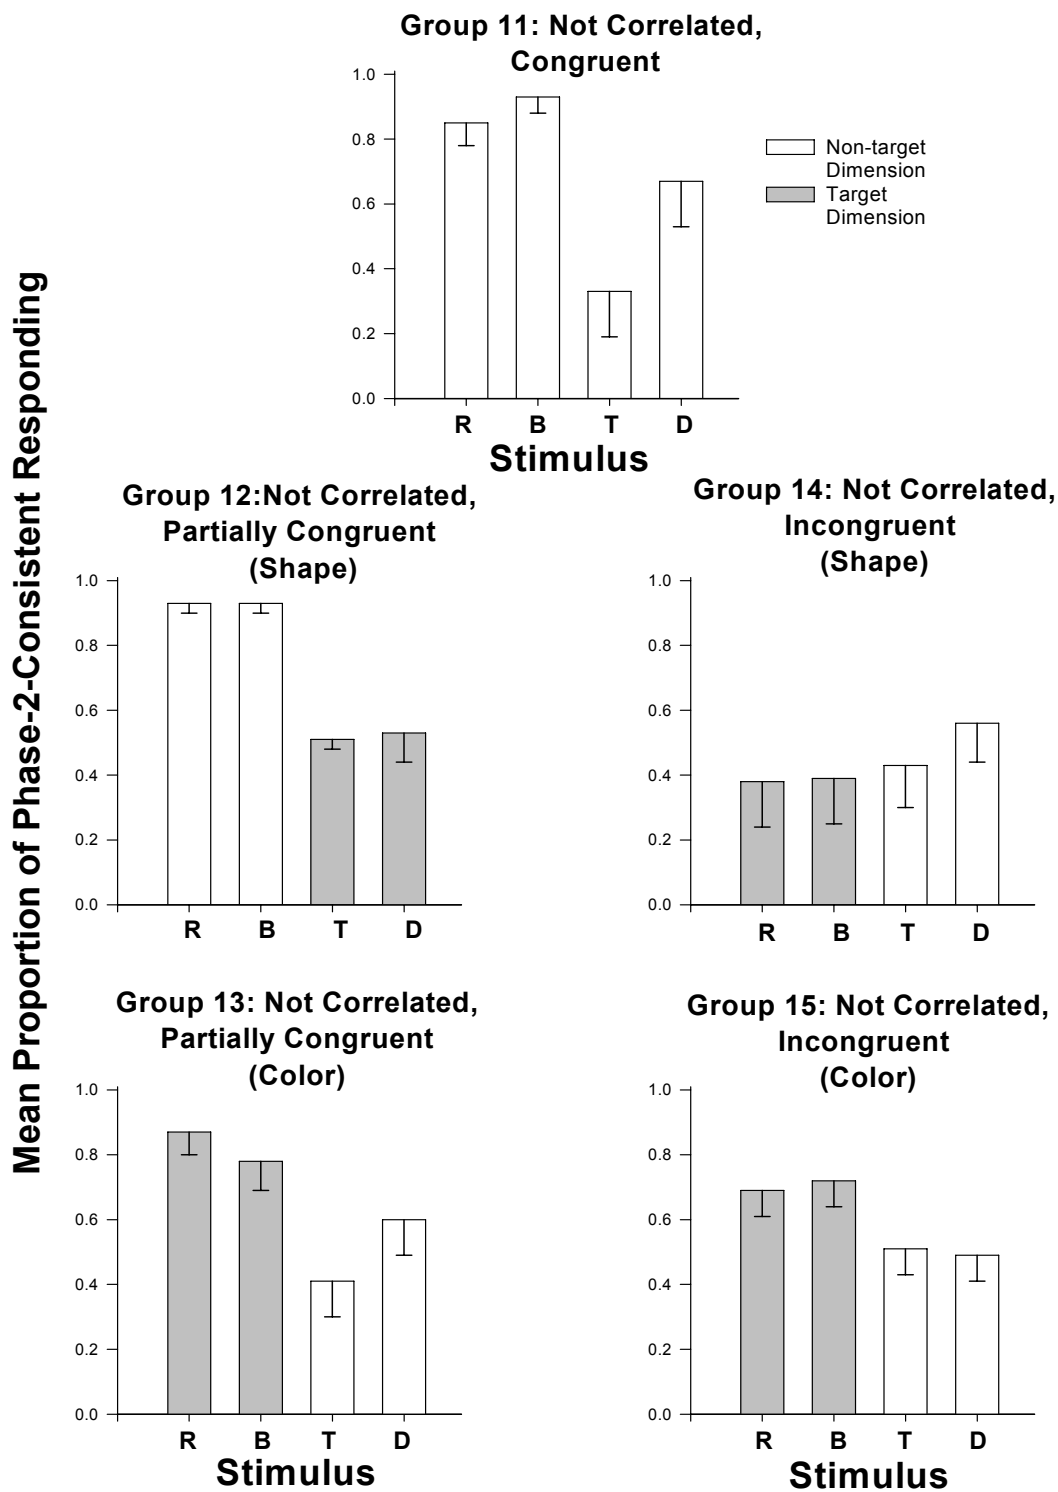 Group 11: Not Correlated,
Congruent
1.0
0.8
0.6
0.4
0.2
0.0
R B T D
Stimulus
Non-target
Dimension
Target
Dimension
Mean Proportion of Phase-2-Consistent Responding
Group 12:Not Correlated,
Partially Congruent
(Shape)
1.0
0.8
0.6
0.4
0.2
0.0
R B T D
Group 14: Not Correlated,
Incongruent
(Shape)
1.0
0.8
0.6
0.4
0.2
0.0
R B T D
Group 13: Not Correlated,
Partially Congruent
(Color)
1.0
0.8
0.6
0.4
0.2
0.0
R B T D
Stimulus
Group 15: Not Correlated,
Incongruent
(Color)
1.0
0.8
0.6
0.4
0.2
0.0
R B T D
Stimulus